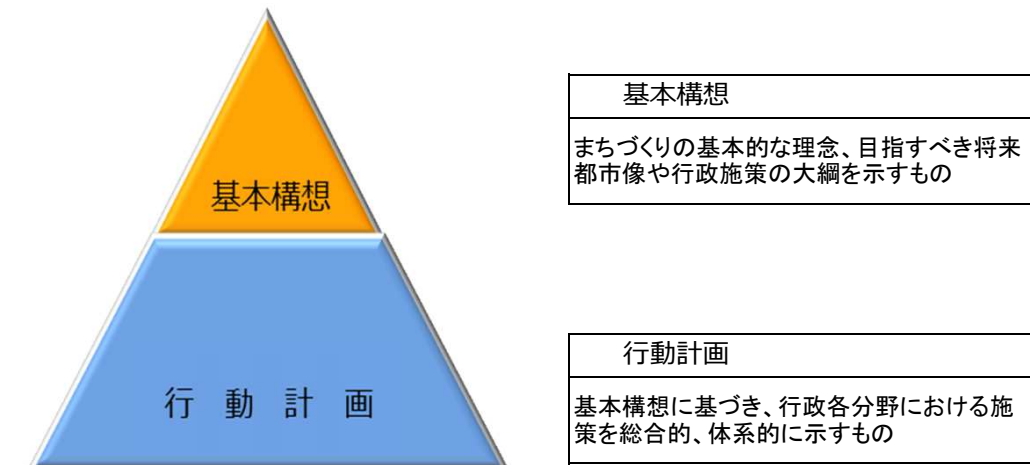 基本構想
行 動 計 画
基本構想
まちづくりの基本的な理念、目指すべき将来
都市像や行政施策の大綱を示すもの
行動計画
基本構想に基づき、行政各分野における施
策を総合的、体系的に示すもの